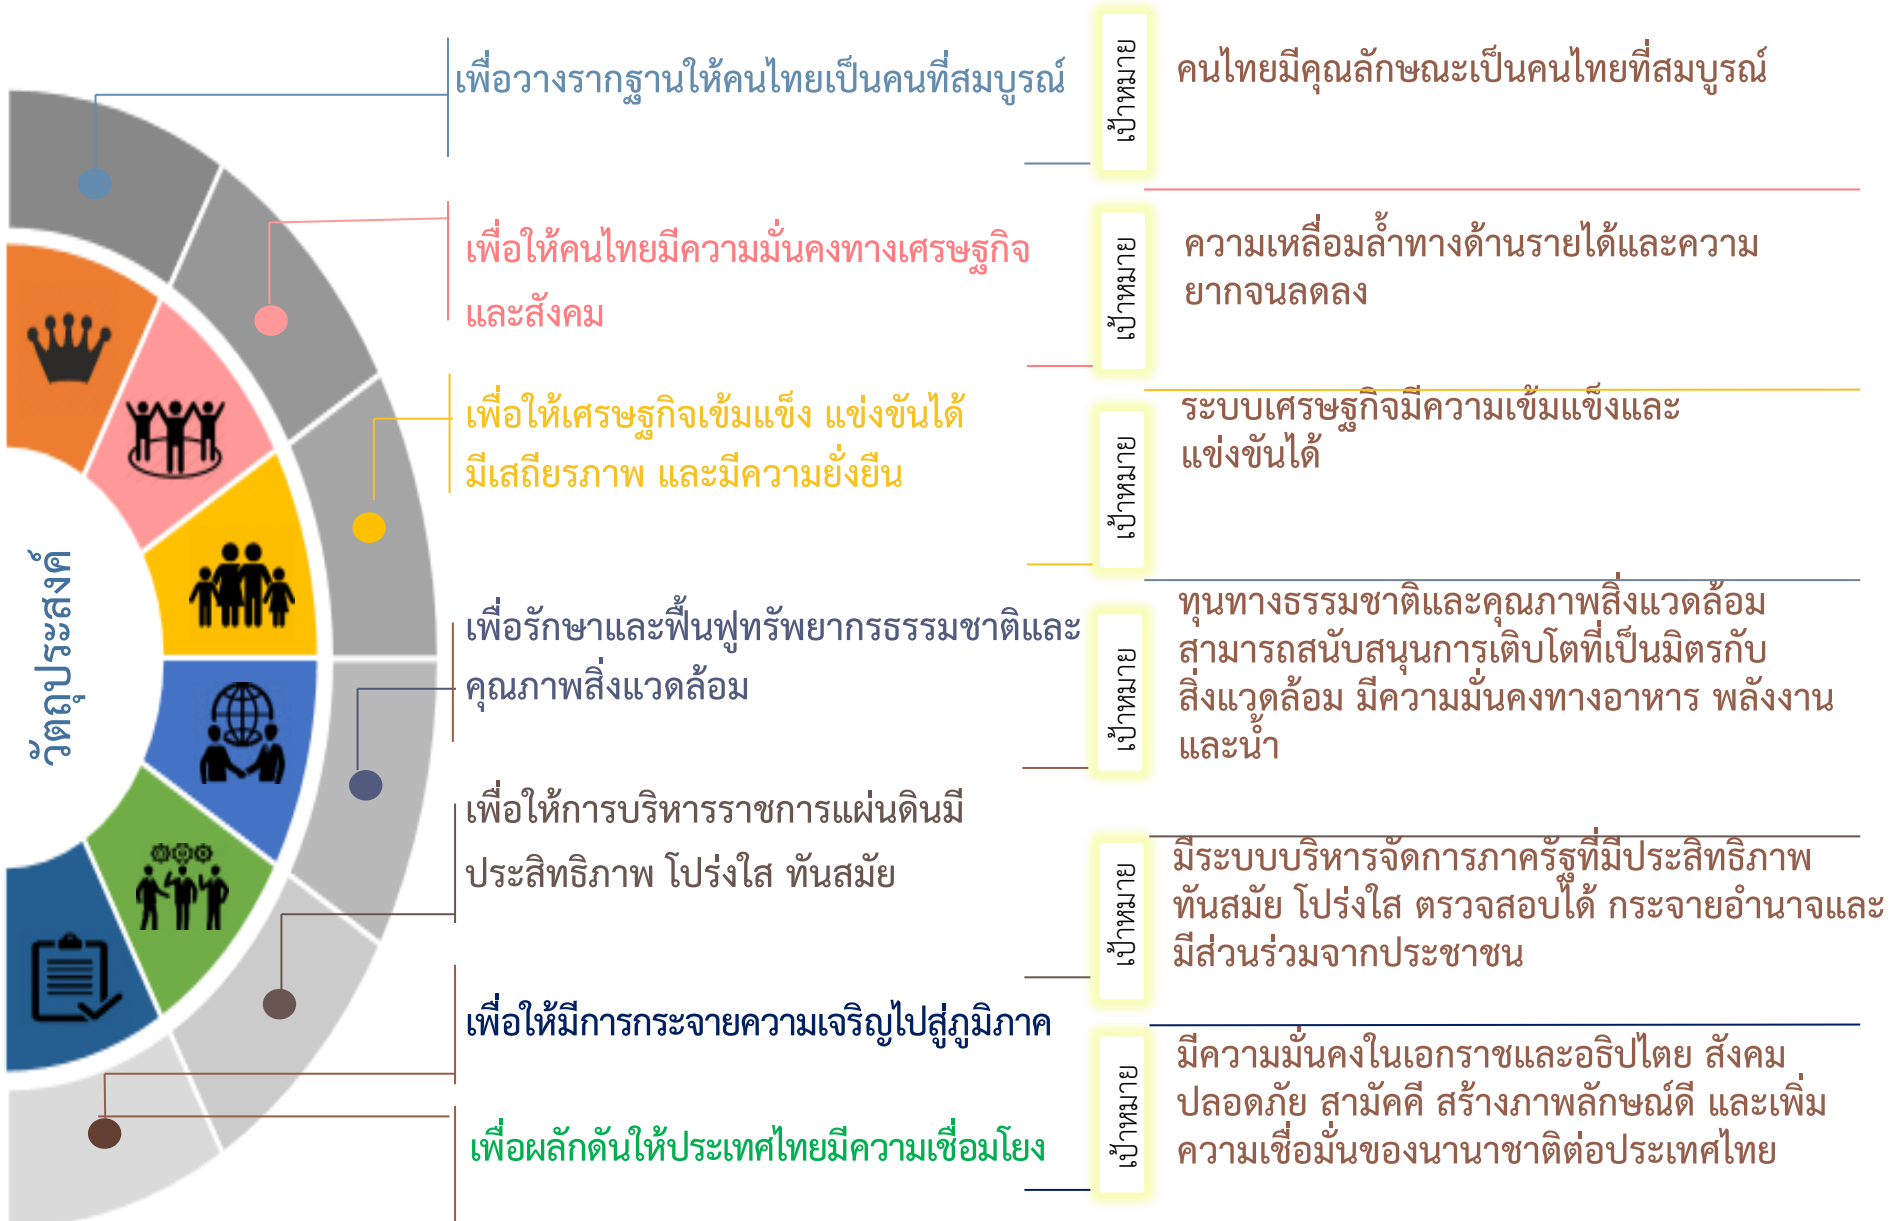 วัตถุประสงค์
เพื่อวางรากฐานให้คนไทยเป็นคนที่สมบูรณ์
เป้าหมาย
คนไทยมีคุณลักษณะเป็นคนไทยที่สมบูรณ์
เพื่อให้คนไทยมีความมั่นคงทางเศรษฐกิจ
และสังคม
เป้าหมาย
ความเหลื่อมล้ำทางด้านรายได้และความ
ยากจนลดลง
เพื่อให้เศรษฐกิจเข้มแข็ง แข่งขันได้
มีเสถียรภาพ และมีความยั่งยืน
เป้าหมาย
ระบบเศรษฐกิจมีความเข้มแข็งและ
แข่งขันได้
เพื่อรักษาและฟื้นฟูทรัพยากรธรรมชาติและ
คุณภาพสิ่งแวดล้อม
เป้าหมาย
ทุนทางธรรมชาติและคุณภาพสิ่งแวดล้อม
สามารถสนับสนุนการเติบโตที่เป็นมิตรกับ
สิ่งแวดล้อม มีความมั่นคงทางอาหาร พลังงาน
และน้ำ
เพื่อให้การบริหารราชการแผ่นดินมี
ประสิทธิภาพ โปร่งใส ทันสมัย
เป้าหมาย
มีระบบบริหารจัดการภาครัฐที่มีประสิทธิภาพ
ทันสมัย โปร่งใส ตรวจสอบได้ กระจายอำนาจและ
มีส่วนร่วมจากประชาชน
เพื่อให้มีการกระจายความเจริญไปสู่ภูมิภาค
เพื่อผลักดันให้ประเทศไทยมีความเชื่อมโยง
เป้าหมาย
มีความมั่นคงในเอกราชและอธิปไตย สังคม
ปลอดภัย สามัคคี สร้างภาพลักษณ์ดี และเพิ่ม
ความเชื่อมั่นของนานาชาติต่อประเทศไทย